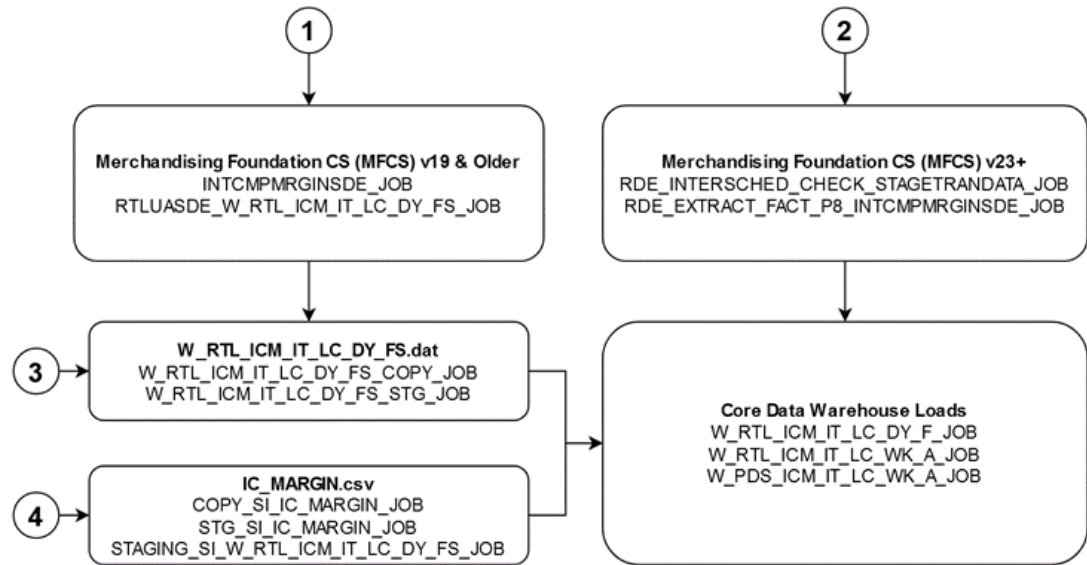 1
2
Merchandising Foundation CS (MFCS) v19 & Older
INTCMPMRGINSDE_JOB
RTLUASDE_W_RTL_ICM_IT_LC_DY_FS_JOB
Merchandising Foundation CS (MFCS) v23+
RDE_INTERSCHED_CHECK_STAGETRANDATA_JOB
RDE_EXTRACT_FACT_P8_INTCMPMRGINSDE_JOB
3
W_RTL_ICM_IT_LC_DY_FS.dat
W_RTL_ICM_IT_LC_DY_FS_COPY_JOB
W_RTL_ICM_IT_LC_DY_FS_STG_JOB
4
IC_MARGIN.csv
COPY_SI_IC_MARGIN_JOB
STG_SI_IC_MARGIN_JOB
STAGING_SI_W_RTL_ICM_IT_LC_DY_FS_JOB
Core Data Warehouse Loads
W_RTL_ICM_IT_LC_DY_F_JOB
W_RTL_ICM_IT_LC_WK_A_JOB
W_PDS_ICM_IT_LC_WK_A_JOB